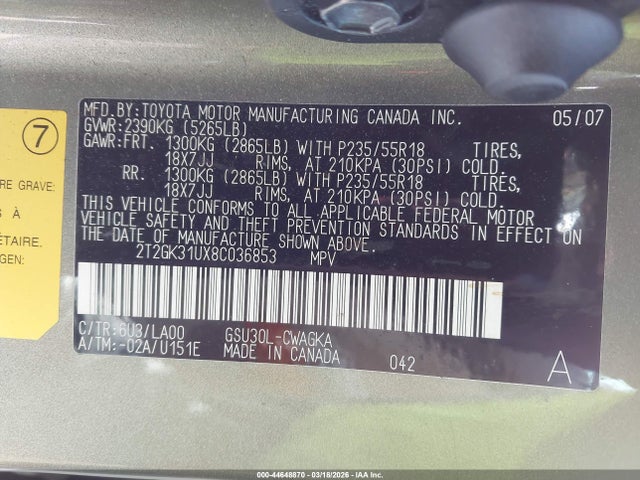 MFD.BY:TOYOTA MOTOR MANUFACTURING CANADA INC. 05/07
GVWR:2390KG (5265LB)
GAWR:FRT. 1300KG (2865LB) WITH P235/55R18 TIRES,
18X7JJ RIMS, AT 210KPA (30PSI) COLD.
RR. 1300KG (2865LB) WITH P235/55R18 TIRES,
18X7JJ RIMS, AT 210KPA (30PSI) COLD.
THIS VEHICLE CONFORMS TO ALL APPLICABLE FEDERAL MOTOR
VEHICLE SAFETY AND THEFT PREVENTION STANDARDS IN EFFECT ON
THE DATE OF MANUFACTURE SHOWN ABOVE.
2T2GK31UX8C036853 MPV
C/TR:6U3/LA00 GSU30L-CWAGKA
A/TM:-02A/U151E MADE IN CANADA 042 A
7
RE GRAVE:
S À
ÉTAIRE.
GEN:
000-44648870 - 03/18/2026 - IAA Inc.